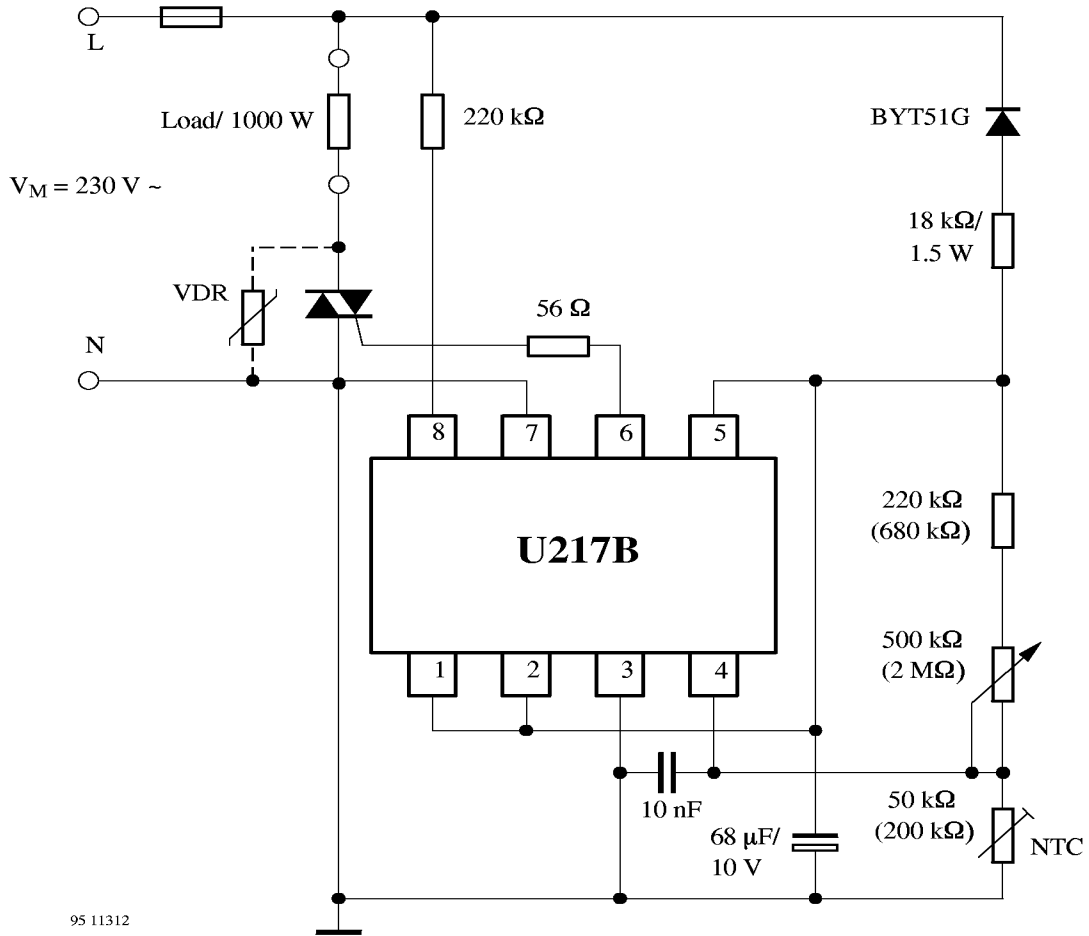 L
Load/ 1000 W
220 kΩ
BYT51G
V_M = 230 V ~
18 kΩ/
1.5 W
VDR
56 Ω
N
8
7
6
5
220 kΩ
(680 kΩ)
U217B
500 kΩ
(2 MΩ)
1
2
3
4
10 nF
50 kΩ
(200 kΩ)
68 μF/
10 V
NTC
95 11312